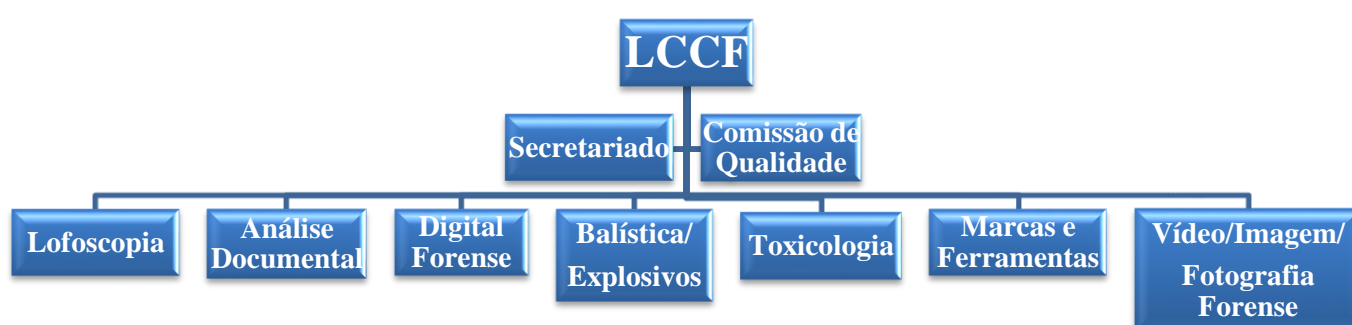 LCCF
Secretariado
Comissão de
Qualidade
Lofoscopia
Análise
Documental
Digital
Forense
Balística/
Explosivos
Toxicologia
Marcas e
Ferramentas
Vídeo/Imagem/
Fotografia
Forense